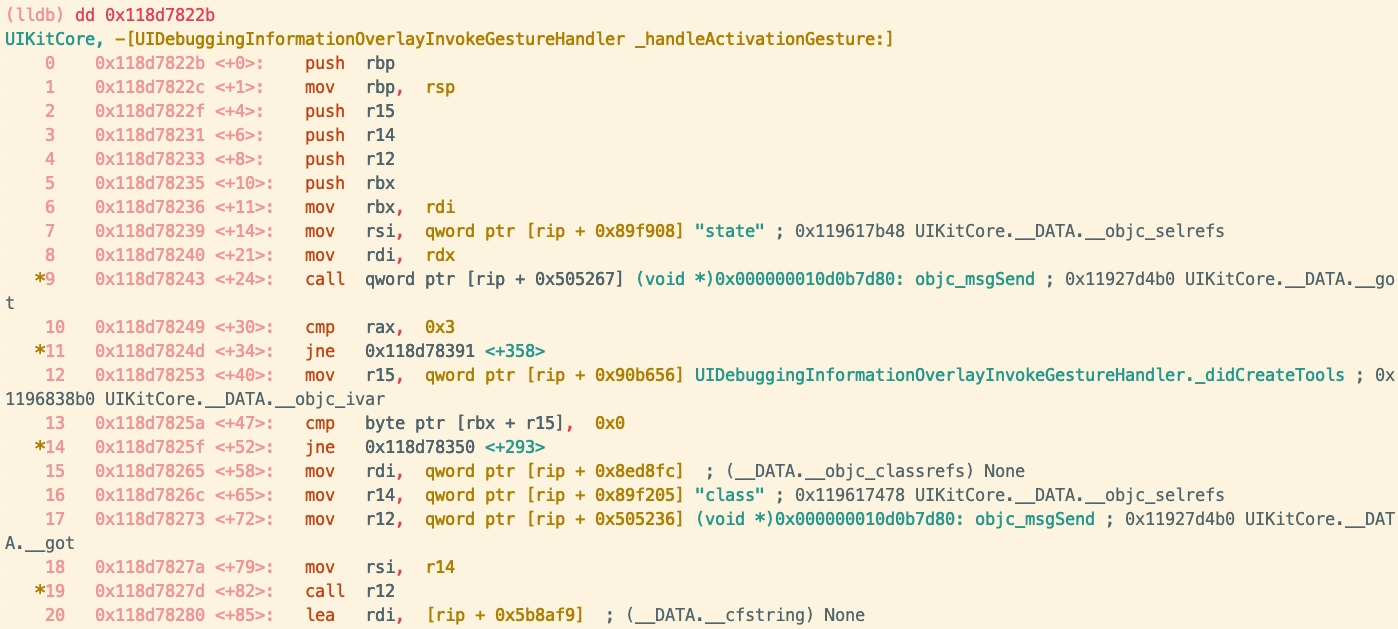 (lldb) dd 0x118d7822b
UIKitCore, -[UIDebuggingInformationOverlayInvokeGestureHandler _handleActivationGesture:]
0 0x118d7822b <+0>: push rbp
1 0x118d7822c <+1>: mov rbp, rsp
2 0x118d7822f <+4>: push r15
3 0x118d78231 <+6>: push r14
4 0x118d78233 <+8>: push r12
5 0x118d78235 <+10>: push rbx
6 0x118d78236 <+11>: mov rbx, rdi
7 0x118d78239 <+14>: mov rsi, qword ptr [rip + 0x89f908] "state" ; 0x119617b48 UIKitCore.__DATA.__objc_selrefs
8 0x118d78240 <+21>: mov rdi, rdx
*9 0x118d78243 <+24>: call qword ptr [rip + 0x505267] (void *)0x000000010d0b7d80: objc_msgSend ; 0x11927d4b0 UIKitCore.__DATA.__go
t
10 0x118d78249 <+30>: cmp rax, 0x3
*11 0x118d7824d <+34>: jne 0x118d78391 <+358>
12 0x118d78253 <+40>: mov r15, qword ptr [rip + 0x90b656] UIDebuggingInformationOverlayInvokeGestureHandler._didCreateTools ; 0x
1196838b0 UIKitCore.__DATA.__objc_ivar
13 0x118d7825a <+47>: cmp byte ptr [rbx + r15], 0x0
*14 0x118d7825f <+52>: jne 0x118d78350 <+293>
15 0x118d78265 <+58>: mov rdi, qword ptr [rip + 0x8ed8fc] ; (__DATA.__objc_classrefs) None
16 0x118d7826c <+65>: mov r14, qword ptr [rip + 0x89f205] "class" ; 0x119617478 UIKitCore.__DATA.__objc_selrefs
17 0x118d78273 <+72>: mov r12, qword ptr [rip + 0x505236] (void *)0x000000010d0b7d80: objc_msgSend ; 0x11927d4b0 UIKitCore.__DAT
A.__got
18 0x118d7827a <+79>: mov rsi, r14
*19 0x118d7827d <+82>: call r12
20 0x118d78280 <+85>: lea rdi, [rip + 0x5b8af9] ; (__DATA.__cfstring) None